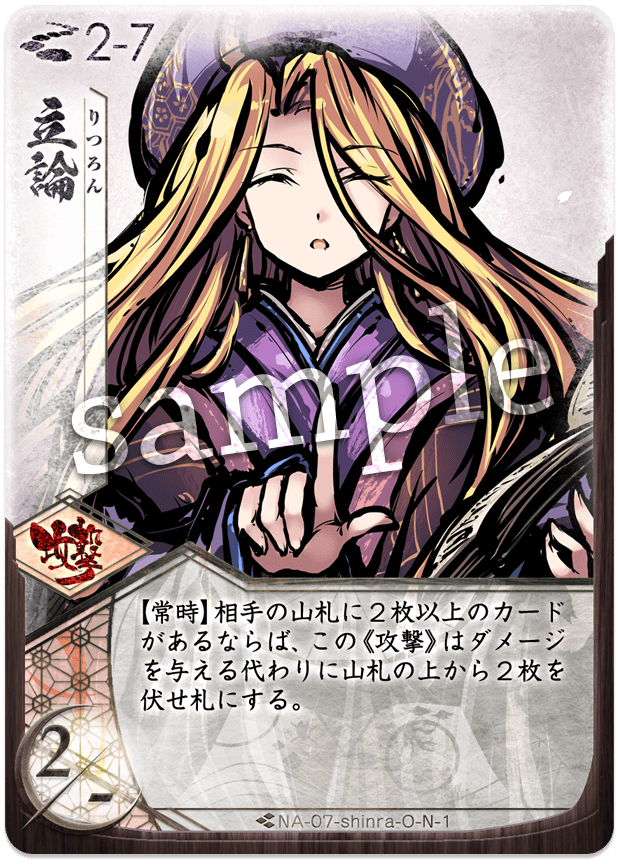 2-7
立論
りつろん
sample
攻撃
【常時】相手の山札に２枚以上のカード
があるならば、この《攻撃》はダメージ
を与える代わりに山札の上から２枚を
伏せ札にする。
2/-
NA-07-shinra-O-N-1